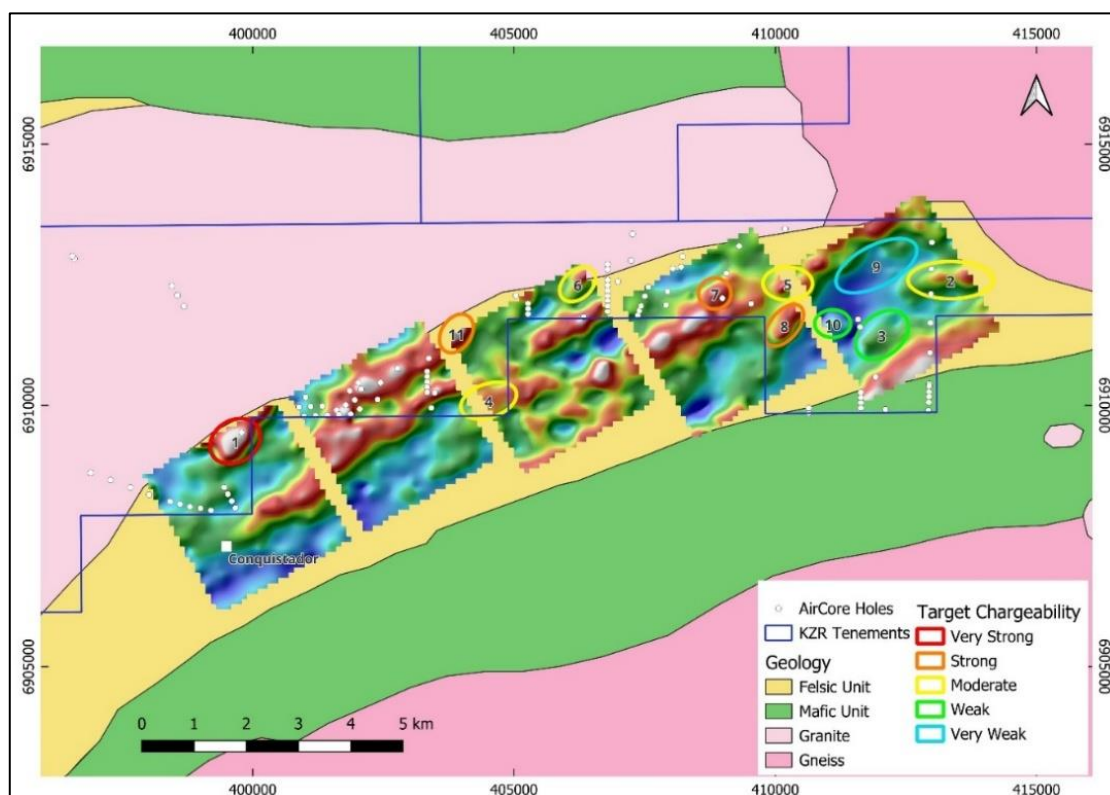 400000 405000 410000 415000
6915000 6915000
6910000 6910000
6905000 6905000
9
2
6
7
5
11
8
10
3
4
1
Conquistador
AirCore Holes
KZR Tenements
Geology
Felsic Unit
Mafic Unit
Granite
Gneiss
Target Chargeability
Very Strong
Strong
Moderate
Weak
Very Weak
0 1 2 3 4 5 km
400000 405000 410000 415000